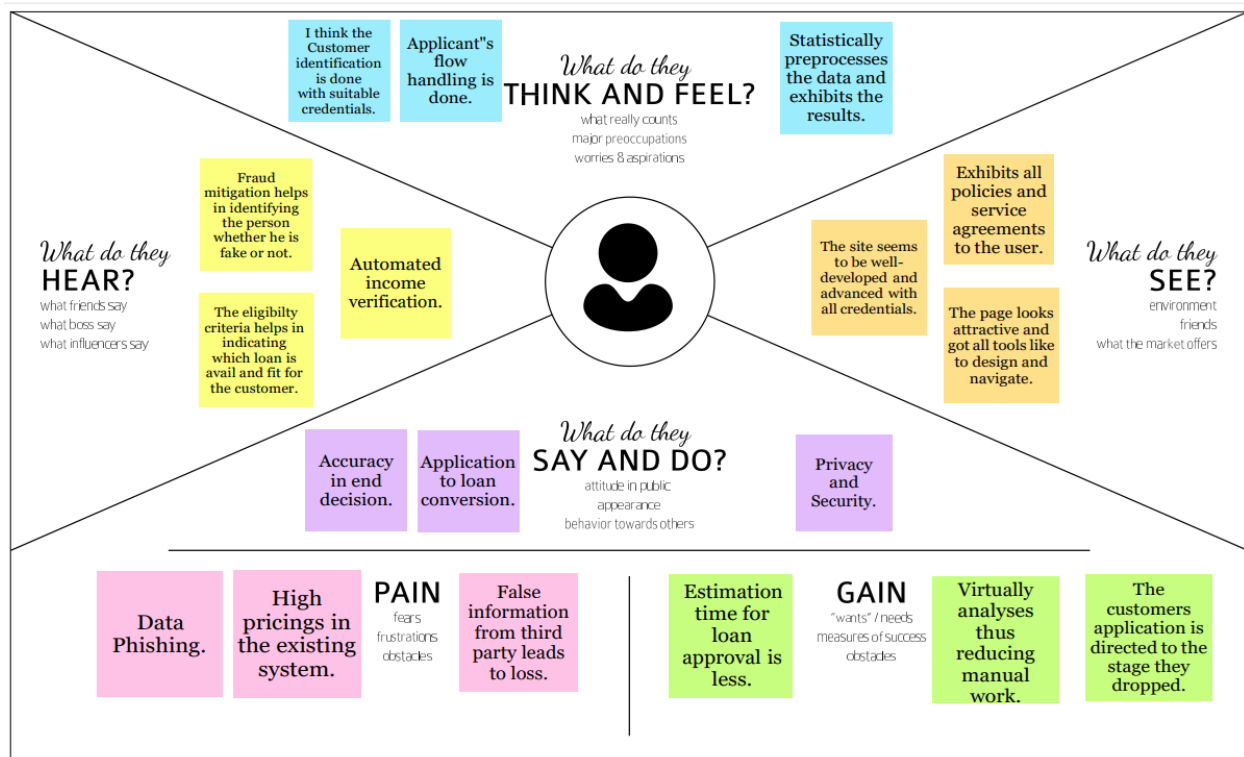 I think the
Customer
identification
is done
with suitable
credentials.
Applicant"s
flow
handling is
done.
What do they
THINK AND FEEL?
what really counts
major preoccupations
worries & aspirations
Statistically
preprocesses
the data and
exhibits the
results.
What do they
HEAR?
what friends say
what boss say
what influencers say
Fraud
mitigation helps
in identifying
the person
whether he is
fake or not.
Automated
income
verification.
The eligibilty
criteria helps in
indicating
which loan is
avail and fit for
the customer.
The site seems
to be well-
developed and
advanced with
all credentials.
Exhibits all
policies and
service
agreements
to the user.
The page looks
attractive and
got all tools like
to design and
navigate.
What do they
SEE?
environment
friends
what the market offers
Accuracy
in end
decision.
Application
to loan
conversion.
What do they
SAY AND DO?
attitude in public
appearance
behavior towards others
Privacy
and
Security.
Data
Phishing.
High
pricings in
the existing
system.
PAIN
fears
frustrations
obstacles
False
information
from third
party leads
to loss.
Estimation
time for
loan
approval is
less.
GAIN
"wants" / needs
measures of success
obstacles
Virtually
analyses
thus
reducing
manual
work.
The
customers
application is
directed to the
stage they
dropped.